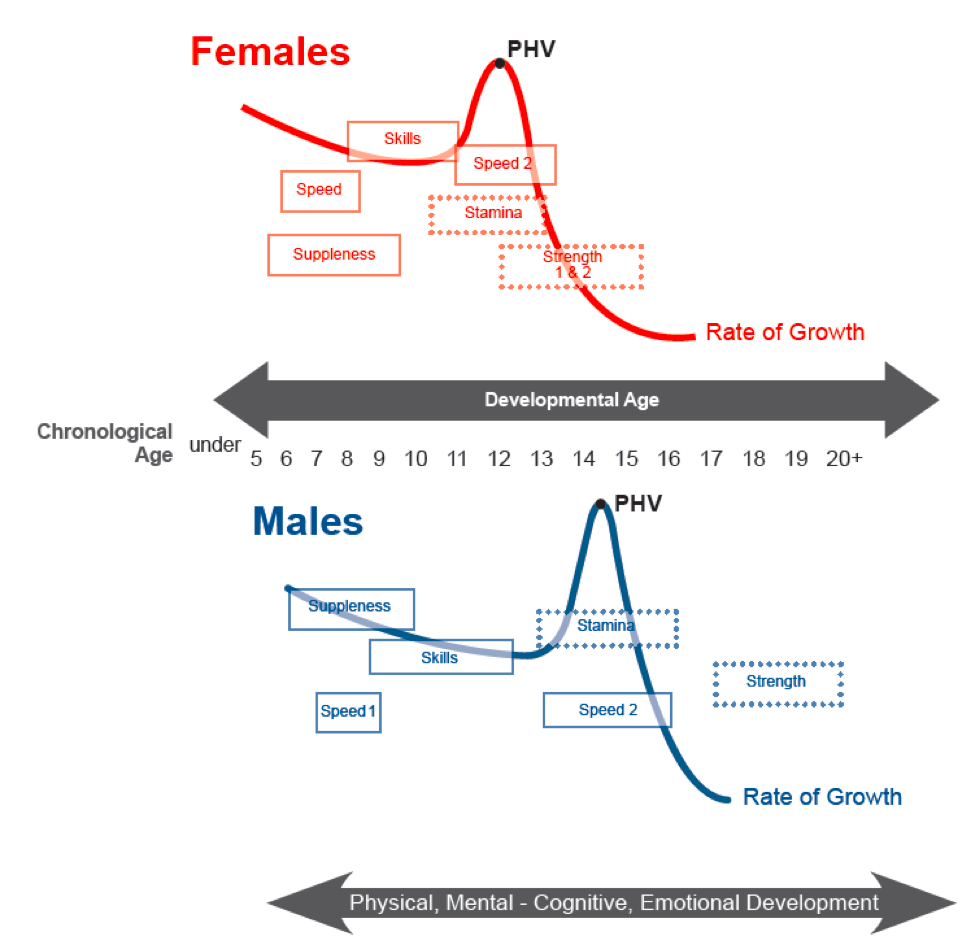 Females
PHV
Skills
Speed 2
Speed
Stamina
Suppleness
Strength
1 & 2
Rate of Growth
Developmental Age
Chronological
Age
under
5 6 7 8 9 10 11 12 13 14 15 16 17 18 19 20+
Males
PHV
Suppleness
Stamina
Skills
Strength
Speed 1
Speed 2
Rate of Growth
Physical, Mental - Cognitive, Emotional Development